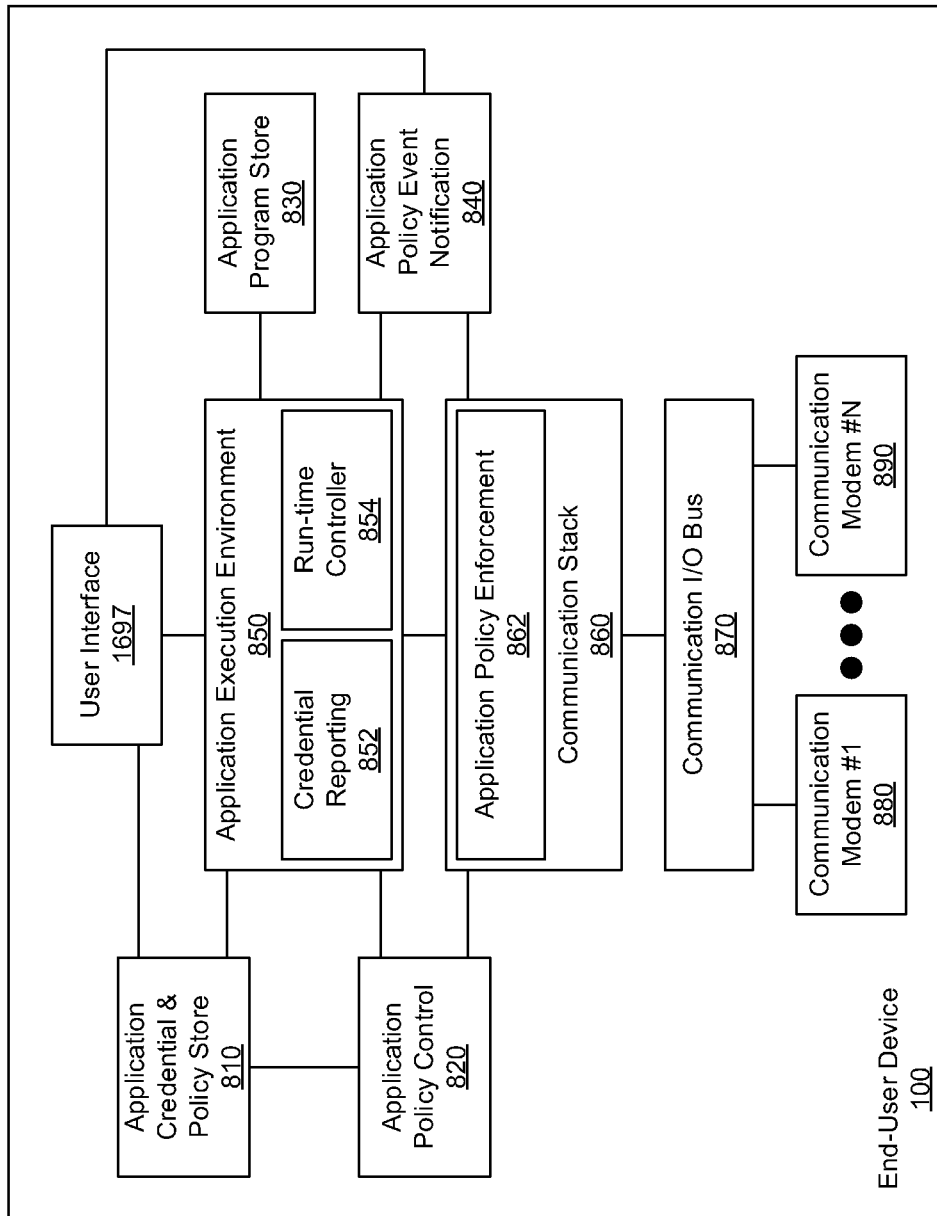 User Interface
1697
Application
Credential &
Policy Store
810
Application Execution Environment
850
Application
Program Store
830
Credential
Reporting
852
Run-time
Controller
854
Application
Policy Control
820
Application
Policy Event
Notification
840
Application Policy Enforcement
862
Communication Stack
860
Communication I/O Bus
870
Communication
Modem #1
880
Communication
Modem #N
890
End-User Device
100